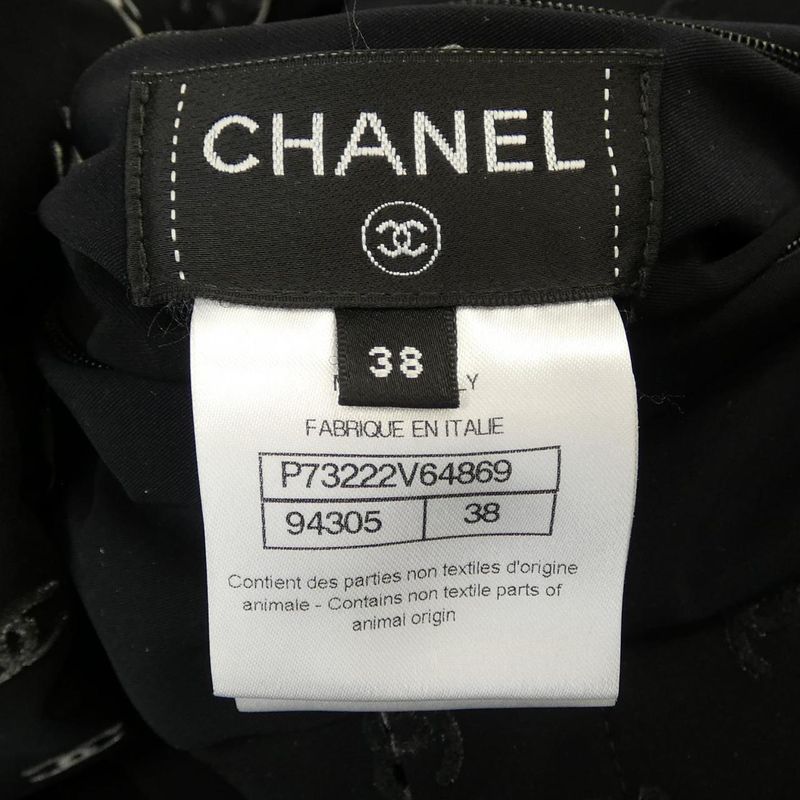 CHANEL
38
FABRIQUE EN ITALIE
P73222V64869
94305 38
Contient des parties non textiles d'origine
animale - Contains non textile parts of
animal origin